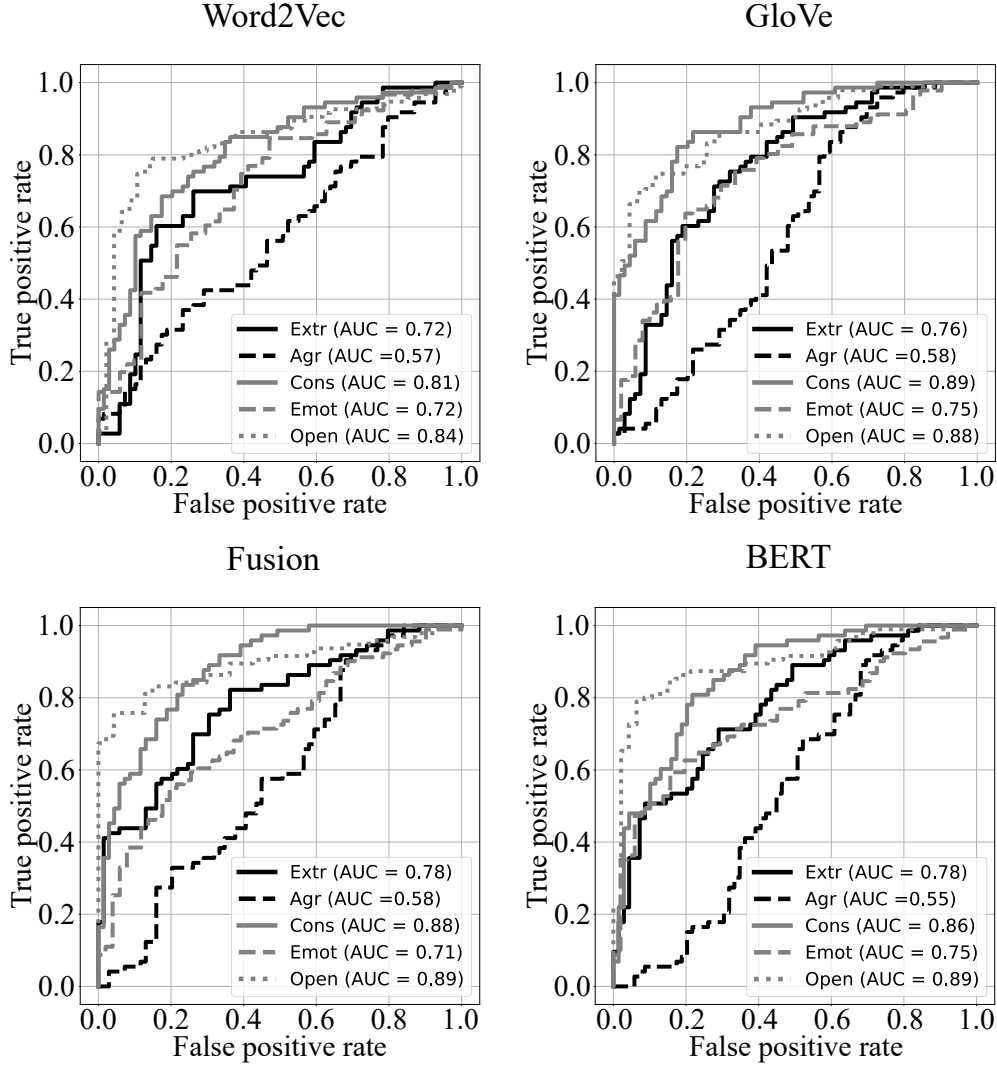 Word2Vec
True positive rate
1.0
0.8
0.6
0.4
0.2
0.0
Extr (AUC = 0.72)
Agr (AUC =0.57)
Cons (AUC = 0.81)
Emot (AUC = 0.72)
Open (AUC = 0.84)
0.0 0.2 0.4 0.6 0.8 1.0
False positive rate
GloVe
True positive rate
1.0
0.8
0.6
0.4
0.2
0.0
Extr (AUC = 0.76)
Agr (AUC =0.58)
Cons (AUC = 0.89)
Emot (AUC = 0.75)
Open (AUC = 0.88)
0.0 0.2 0.4 0.6 0.8 1.0
False positive rate
Fusion
True positive rate
1.0
0.8
0.6
0.4
0.2
0.0
Extr (AUC = 0.78)
Agr (AUC =0.58)
Cons (AUC = 0.88)
Emot (AUC = 0.71)
Open (AUC = 0.89)
0.0 0.2 0.4 0.6 0.8 1.0
False positive rate
BERT
True positive rate
1.0
0.8
0.6
0.4
0.2
0.0
Extr (AUC = 0.78)
Agr (AUC =0.55)
Cons (AUC = 0.86)
Emot (AUC = 0.75)
Open (AUC = 0.89)
0.0 0.2 0.4 0.6 0.8 1.0
False positive rate